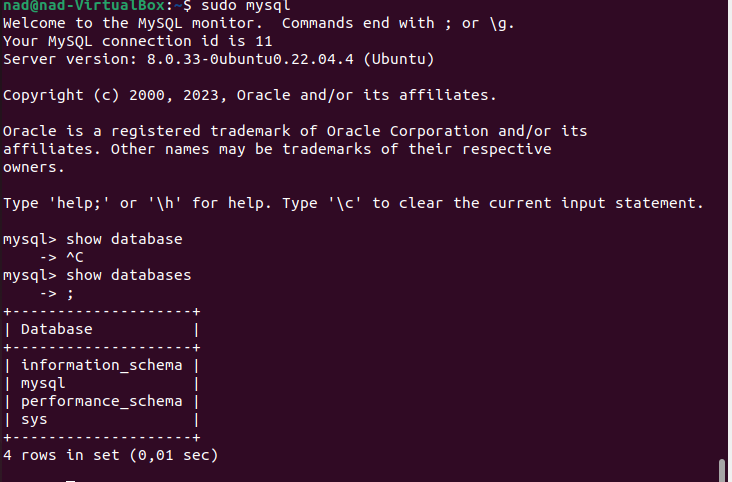 nad@nad-VirtualBox:~$ sudo mysql
Welcome to the MySQL monitor.  Commands end with ; or \g.
Your MySQL connection id is 11
Server version: 8.0.33-0ubuntu0.22.04.4 (Ubuntu)
Copyright (c) 2000, 2023, Oracle and/or its affiliates.
Oracle is a registered trademark of Oracle Corporation and/or its
affiliates. Other names may be trademarks of their respective
owners.
Type 'help;' or '\h' for help. Type '\c' to clear the current input statement.
mysql> show database
    -> ^C
mysql> show databases
    -> ;
+--------------------+
| Database           |
+--------------------+
| information_schema |
| mysql              |
| performance_schema |
| sys                |
+--------------------+
4 rows in set (0,01 sec)